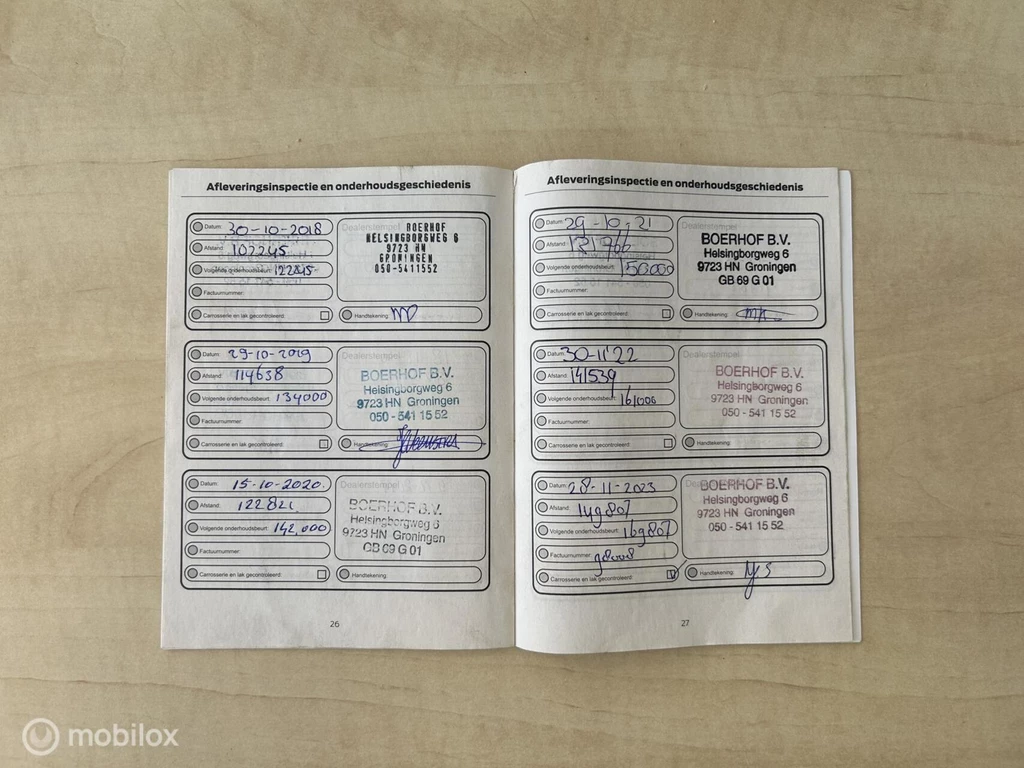 Afleveringsinspectie en onderhoudsgeschiedenis
Datum: 30-10-2018
Afstand: 102245
Volgende onderhoudsbeurt: 122245
Factuurnummer:
Carrosserie en lak gecontroleerd:
Dealerstempel
BOERHOF
HELSINGBORGWEG 6
9723 HN
GRONINGEN
050-5411552
Handtekening:
Datum: 29-10-2019
Afstand: 114638
Volgende onderhoudsbeurt: 134000
Factuurnummer:
Carrosserie en lak gecontroleerd:
Dealerstempel
BOERHOF B.V.
Helsingborgweg 6
9723 HN Groningen
050 - 541 15 52
Handtekening:
Datum: 15-10-2020.
Afstand: 122821
Volgende onderhoudsbeurt: 142,000
Factuurnummer:
Carrosserie en lak gecontroleerd:
Dealerstempel
BOERHOF B.V.
Helsingborgweg 6
9723 HN Groningen
GB 69 G 01
Handtekening:
26
Afleveringsinspectie en onderhoudsgeschiedenis
Datum: 29-10-21
Afstand: 131766
Volgende onderhoudsbeurt: 150000
Factuurnummer:
Carrosserie en lak gecontroleerd:
BOERHOF B.V.
Helsingborgweg 6
9723 HN Groningen
GB 69 G 01
Handtekening:
Datum: 30-11'22
Afstand: 141539
Volgende onderhoudsbeurt: 161000
Factuurnummer:
Carrosserie en lak gecontroleerd:
Dealerstempel
BOERHOF B.V.
Helsingborgweg 6
9723 HN Groningen
050 - 541 15 52
Handtekening:
Datum: 28-11-2023
Afstand: 149807
Volgende onderhoudsbeurt: 169807
Factuurnummer: 98008
Carrosserie en lak gecontroleerd:
Dealerstempel
BOERHOF B.V.
Helsingborgweg 6
9723 HN Groningen
050 - 541 15 52
Handtekening:
27
mobilox